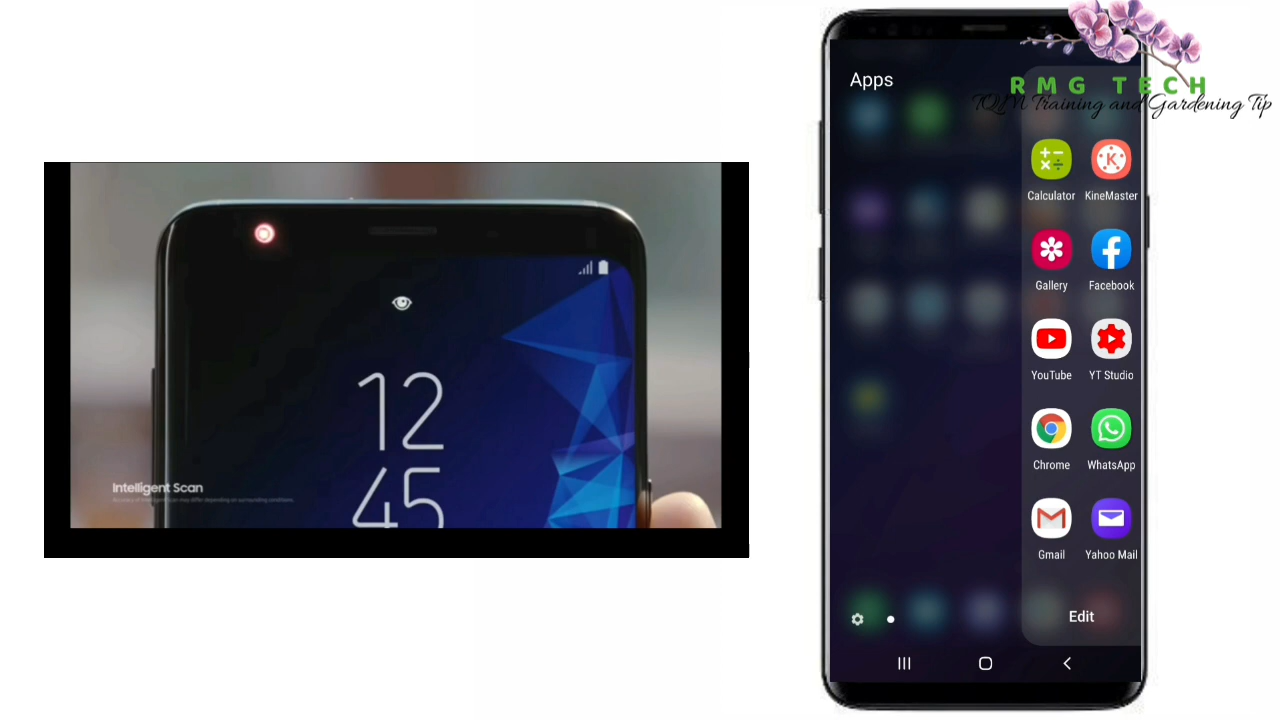 12
45
Intelligent Scan
Apps
RMG TECH
TQM Training and Gardening Tip
Calculator
KineMaster
Gallery
Facebook
YouTube
YT Studio
Chrome
WhatsApp
Gmail
Yahoo Mail
Edit